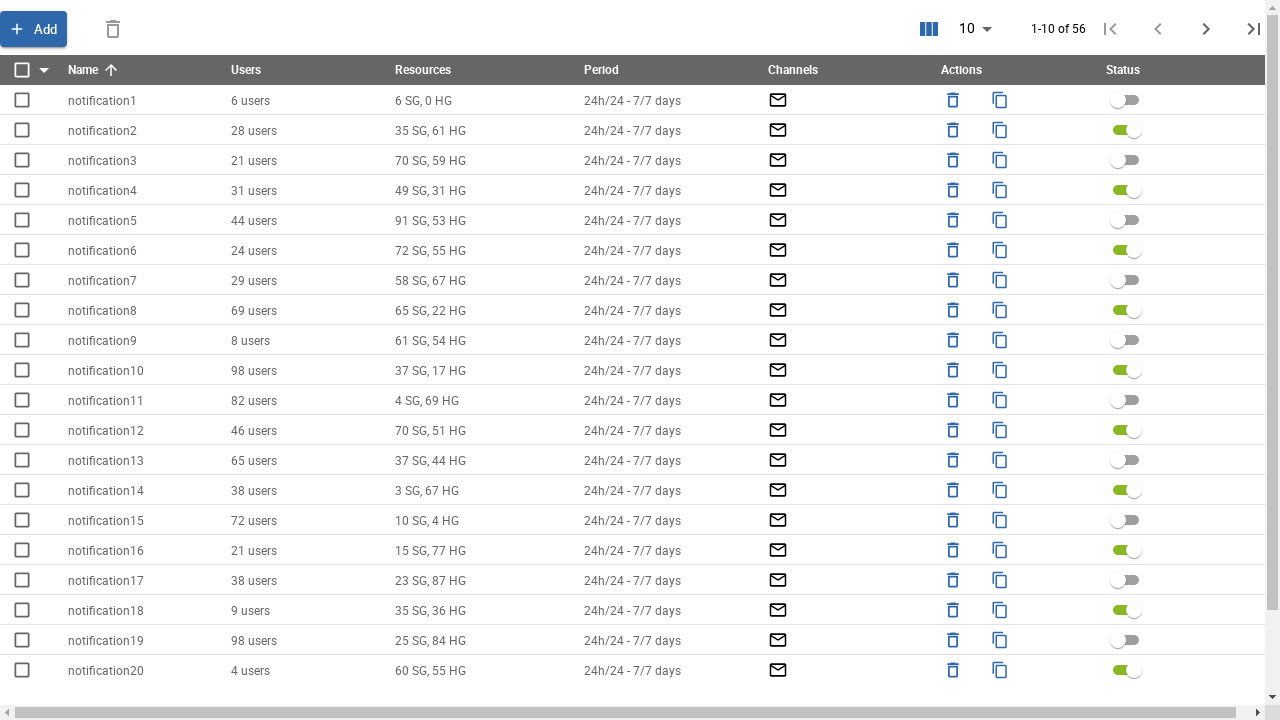 Add 10 1-10 of 56
Name Users Resources Period Channels Actions Status
notification1 6 users 6 SG, 0 HG 24h/24 - 7/7 days
notification2 28 users 35 SG, 61 HG 24h/24 - 7/7 days
notification3 21 users 70 SG, 59 HG 24h/24 - 7/7 days
notification4 31 users 49 SG, 31 HG 24h/24 - 7/7 days
notification5 44 users 91 SG, 53 HG 24h/24 - 7/7 days
notification6 24 users 72 SG, 55 HG 24h/24 - 7/7 days
notification7 29 users 58 SG, 67 HG 24h/24 - 7/7 days
notification8 69 users 65 SG, 22 HG 24h/24 - 7/7 days
notification9 8 users 61 SG, 54 HG 24h/24 - 7/7 days
notification10 98 users 37 SG, 17 HG 24h/24 - 7/7 days
notification11 82 users 4 SG, 69 HG 24h/24 - 7/7 days
notification12 46 users 70 SG, 51 HG 24h/24 - 7/7 days
notification13 65 users 37 SG, 44 HG 24h/24 - 7/7 days
notification14 38 users 3 SG, 67 HG 24h/24 - 7/7 days
notification15 72 users 10 SG, 4 HG 24h/24 - 7/7 days
notification16 21 users 15 SG, 77 HG 24h/24 - 7/7 days
notification17 38 users 23 SG, 87 HG 24h/24 - 7/7 days
notification18 9 users 35 SG, 36 HG 24h/24 - 7/7 days
notification19 98 users 25 SG, 84 HG 24h/24 - 7/7 days
notification20 4 users 60 SG, 55 HG 24h/24 - 7/7 days